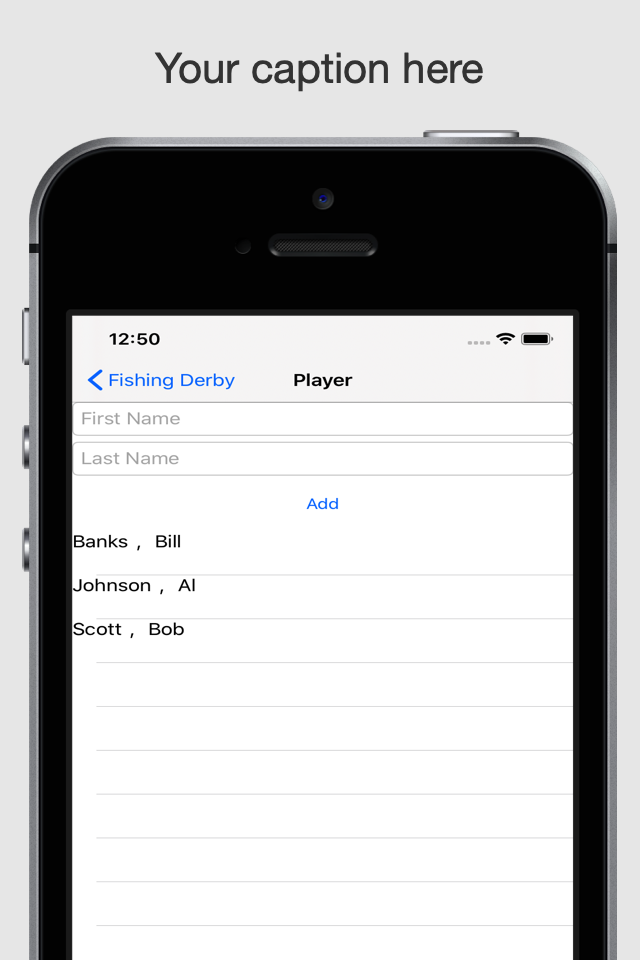 Your caption here
12:50
Fishing Derby Player
First Name
Last Name
Add
Banks , Bill
Johnson , Al
Scott , Bob